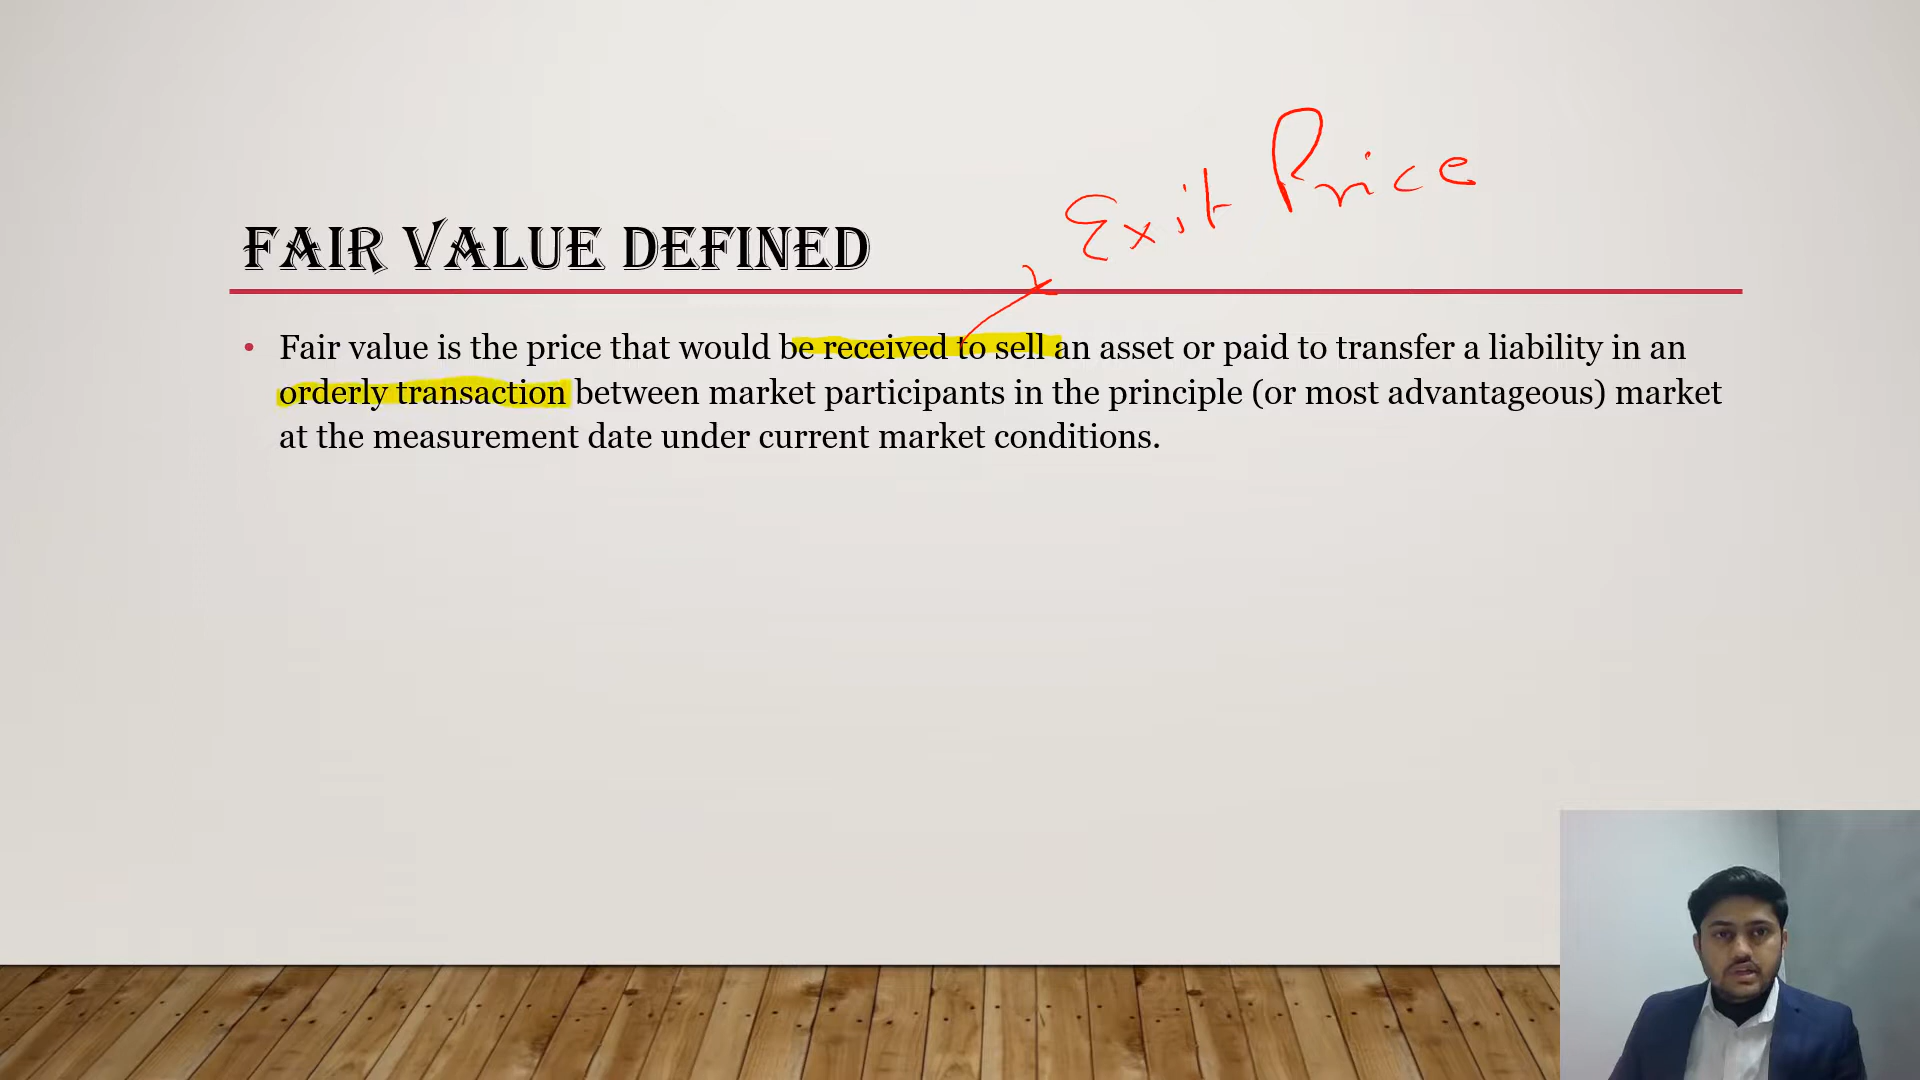 Exit Price
FAIR VALUE DEFINED
• Fair value is the price that would be received to sell an asset or paid to transfer a liability in an
orderly transaction between market participants in the principle (or most advantageous) market
at the measurement date under current market conditions.